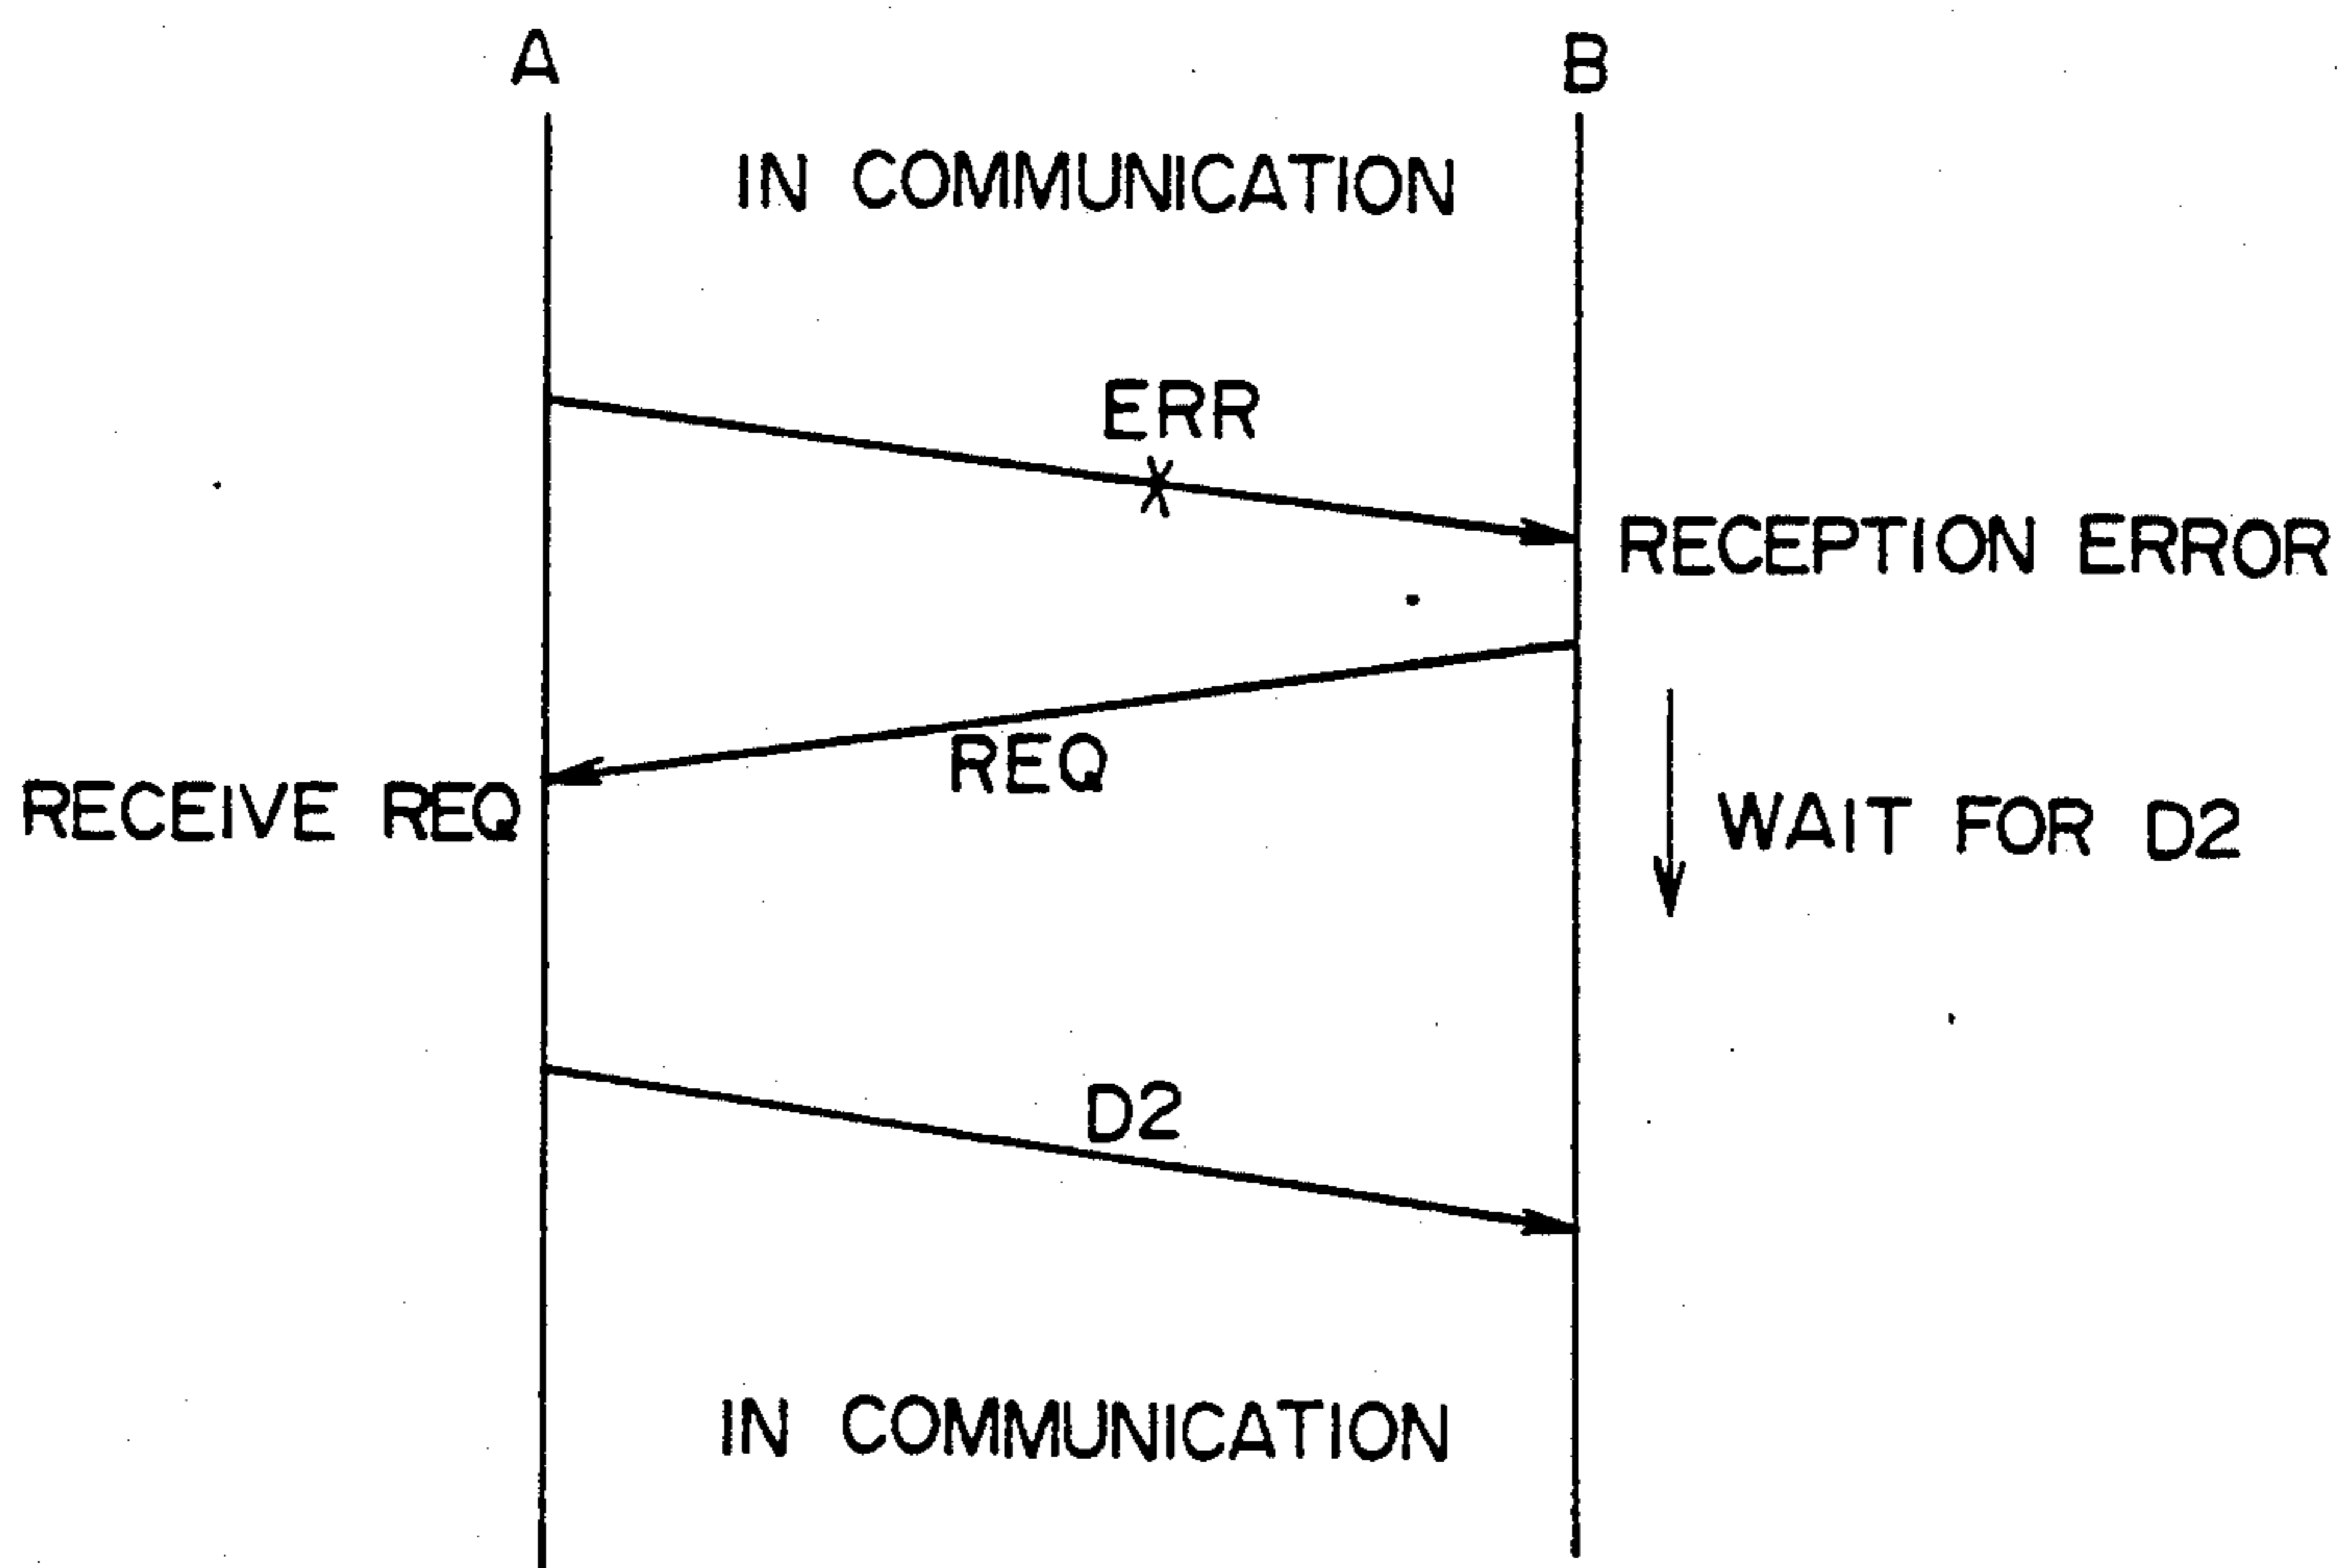 A
B
IN COMMUNICATION
ERR
RECEPTION ERROR
REQ
RECEIVE REQ
WAIT FOR D2
D2
IN COMMUNICATION